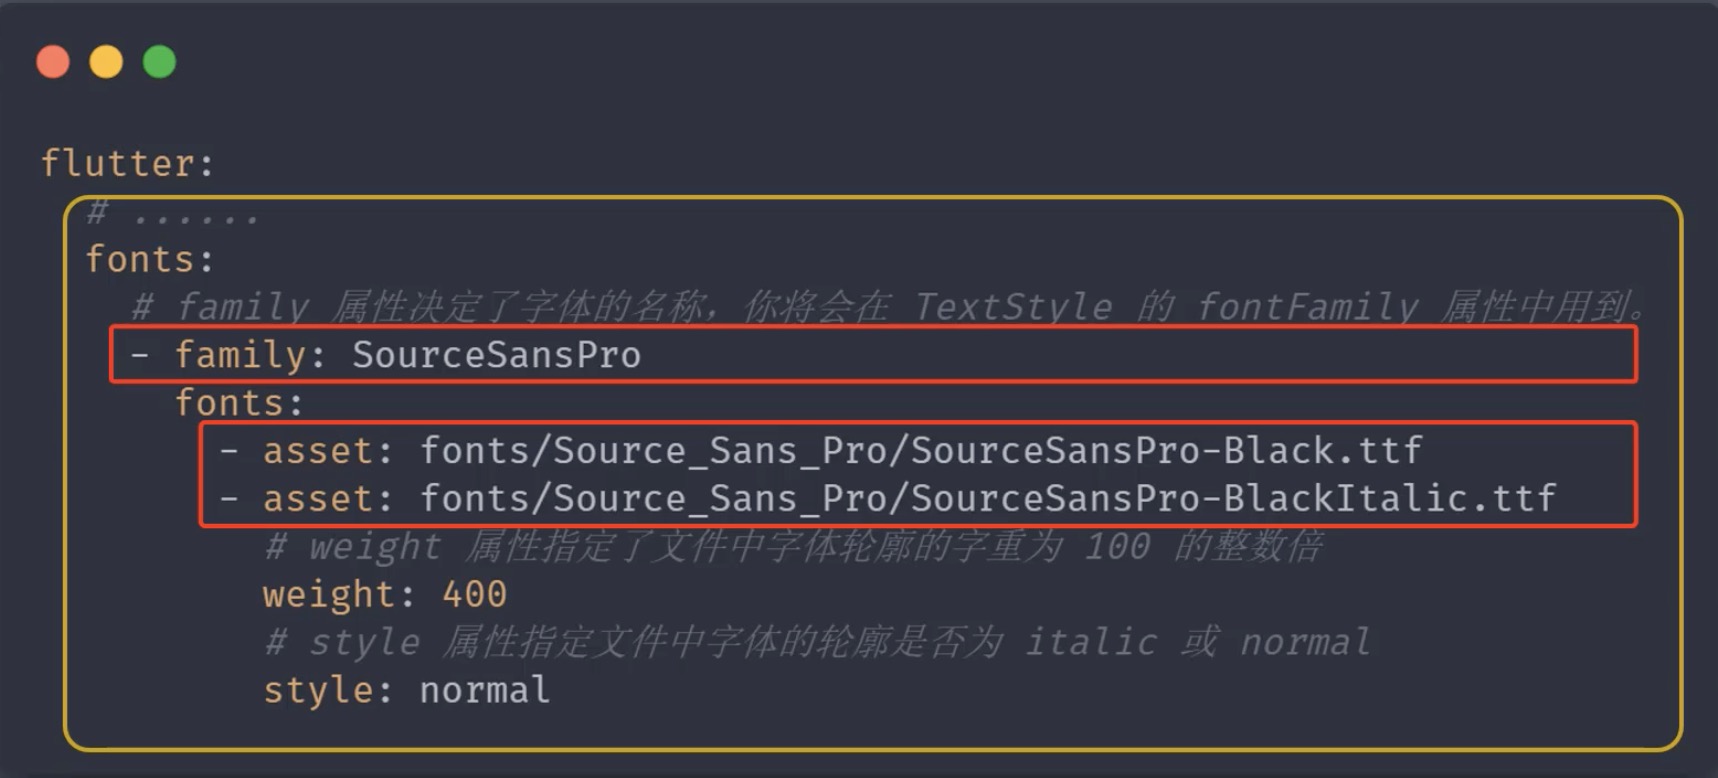 flutter:
# ......
fonts:
# family 属性决定了字体的名称，你将会在 TextStyle 的 fontFamily 属性中用到。
- family: SourceSansPro
fonts:
- asset: fonts/Source_Sans_Pro/SourceSansPro-Black.ttf
- asset: fonts/Source_Sans_Pro/SourceSansPro-BlackItalic.ttf
# weight 属性指定了文件中字体轮廓的字重为 100 的整数倍
weight: 400
# style 属性指定文件中字体的轮廓是否为 italic 或 normal
style: normal